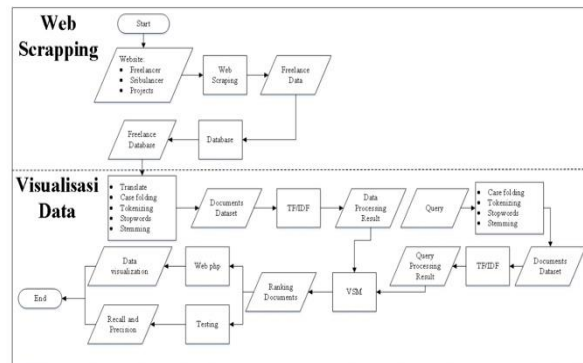 Web
Scrapping
Start
Website:
• Freelancer
• Sribulancer
• Projects
Web
Scraping
Freelance
Data
Freelance
Database
Database
Visualisasi
Data
• Translate
• Case folding
• Tokenizing
• Stopwords
• Stemming
Documents
Dataset
TF/IDF
Data
Processing
Result
Query
• Case folding
• Tokenizing
• Stopwords
• Stemming
Documents
Dataset
TF/IDF
Query
Processing
Result
VSM
Ranking
Documents
Web php
Data
visualization
Testing
Recall and
Precision
End